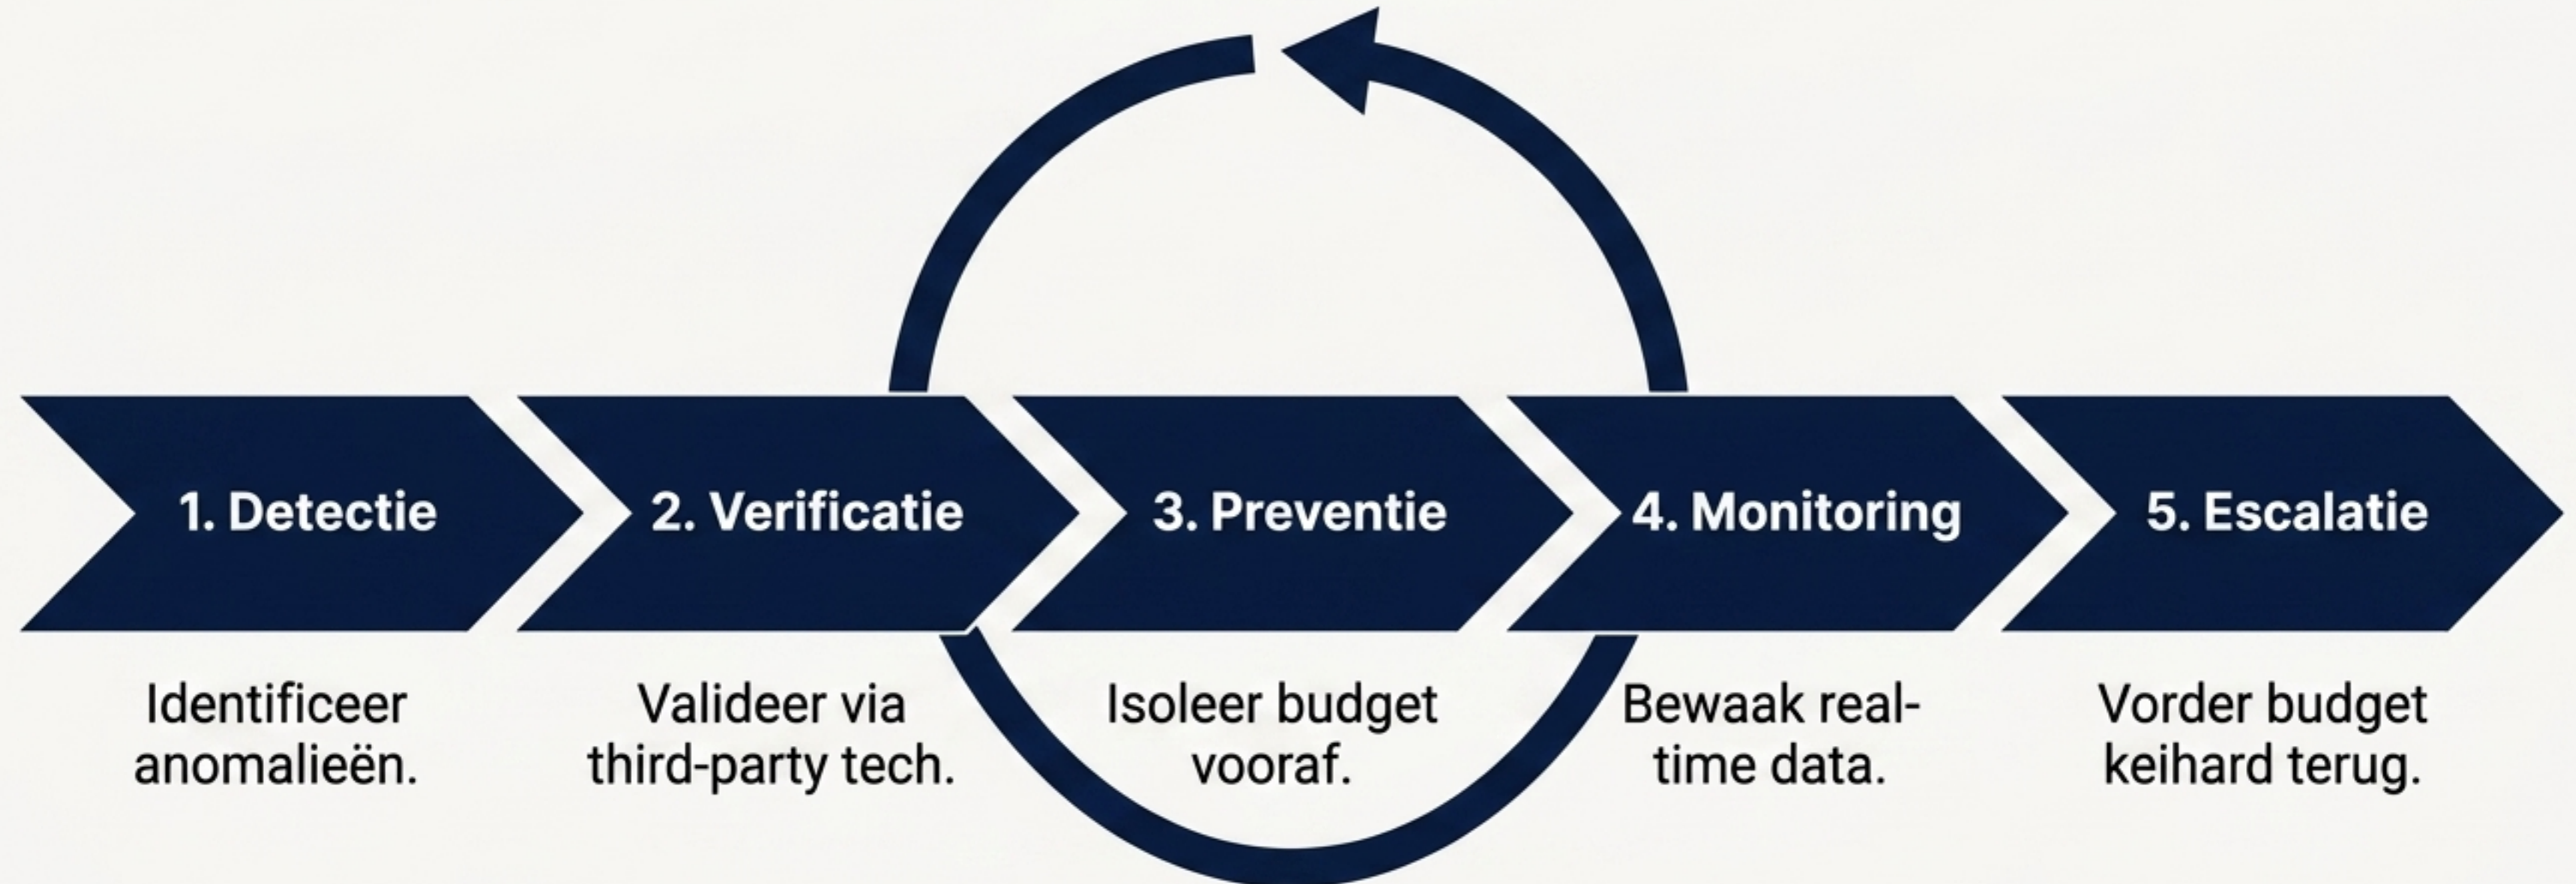 1. Detectie
2. Verificatie
3. Preventie
4. Monitoring
5. Escalatie
Identificeer
anomalieën.
Valideer via
third-party tech.
Isoleer budget
vooraf.
Bewaak real-
time data.
Vorder budget
keihard terug.